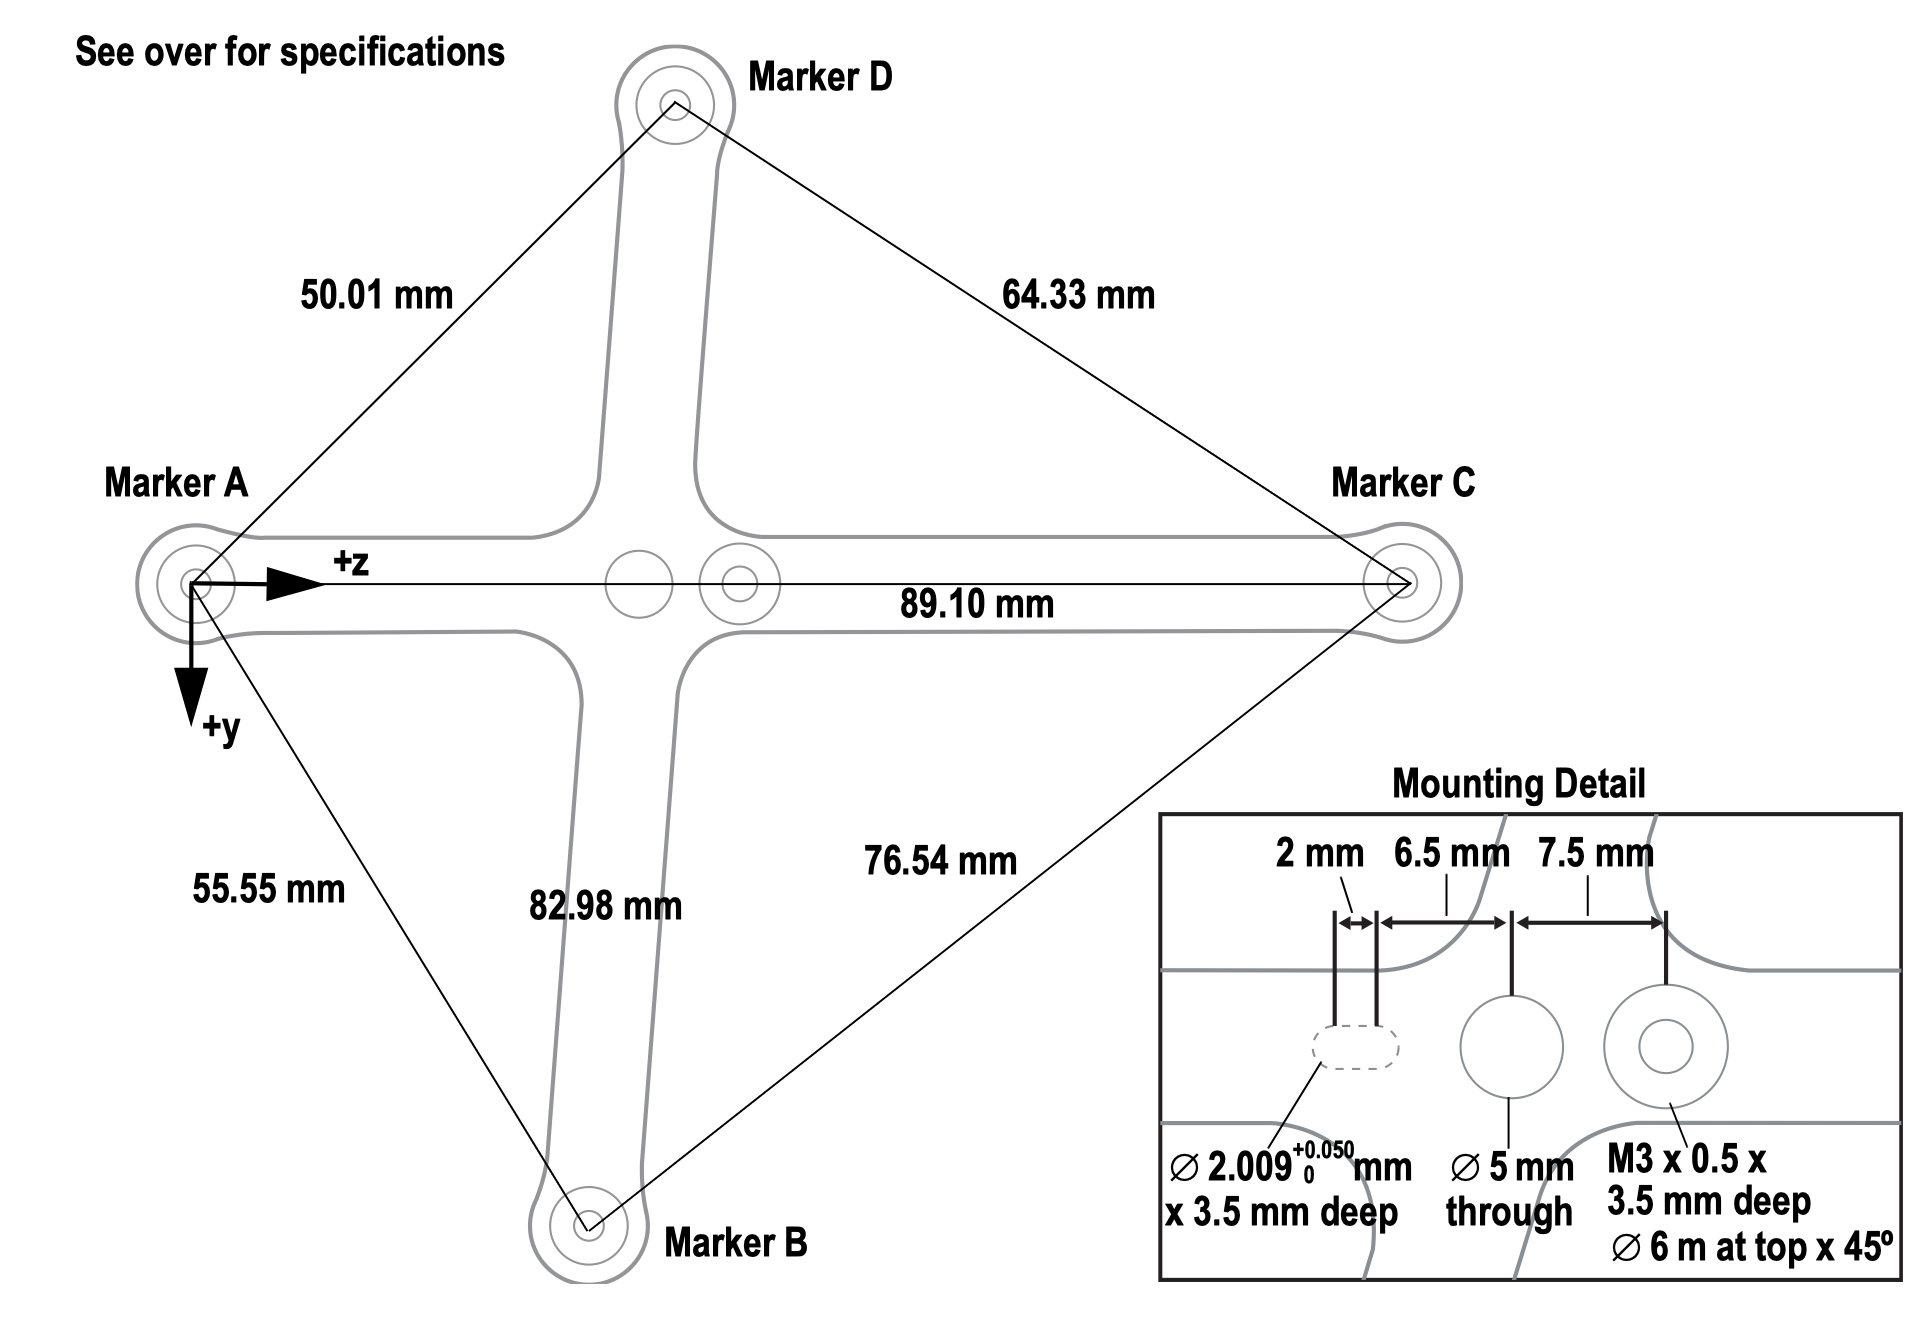 See over for specifications
Marker D
50.01 mm
64.33 mm
Marker A
Marker C
+z
89.10 mm
+y
55.55 mm
82.98 mm
76.54 mm
Marker B
Mounting Detail
2 mm 6.5 mm 7.5 mm
∅ 2.009 +0.050 0 mm
x 3.5 mm deep
∅ 5 mm
through
M3 x 0.5 x
3.5 mm deep
∅ 6 m at top x 45º